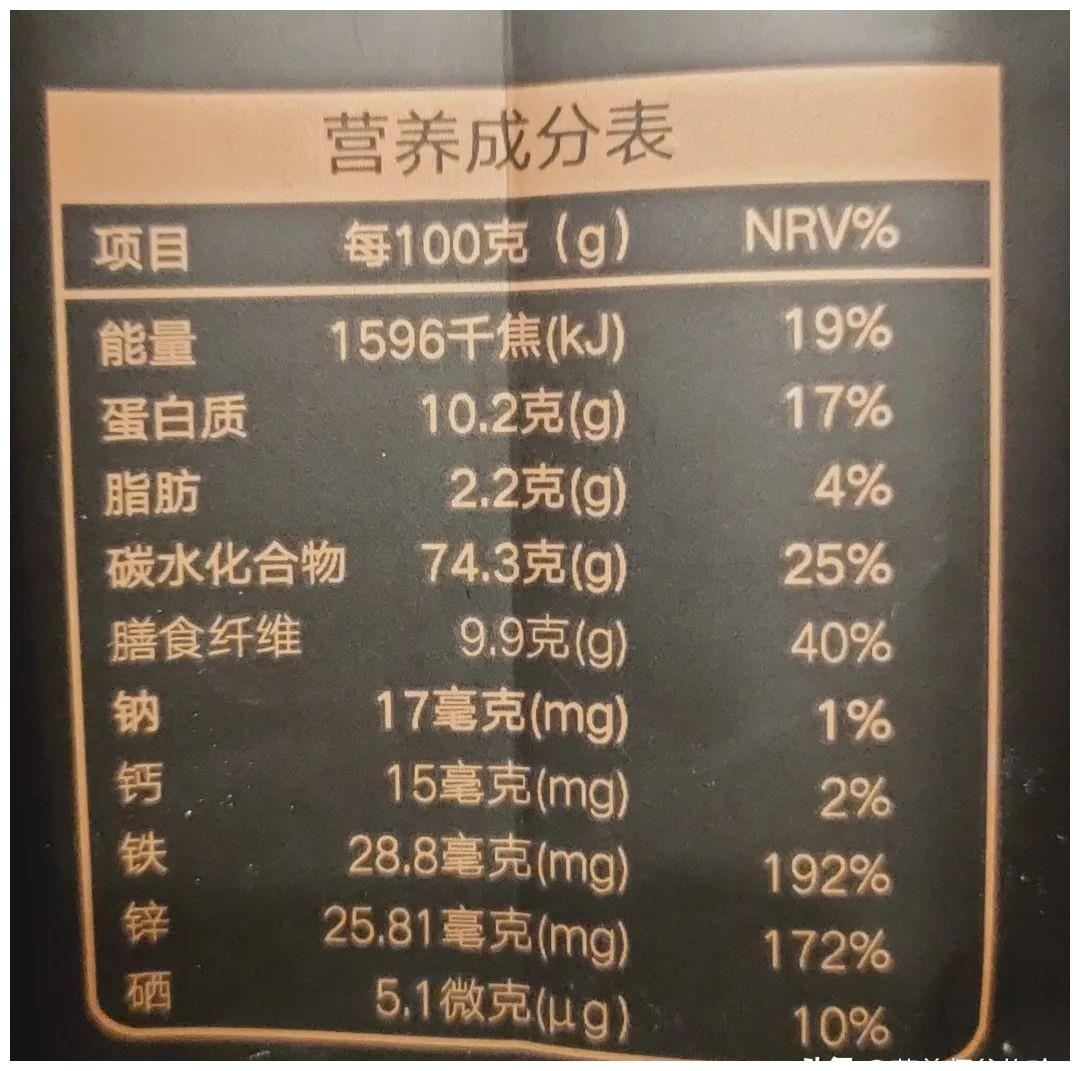 营养成分表
项目 每100克（g） NRV%
能量 1596千焦(kJ) 19%
蛋白质 10.2克(g) 17%
脂肪 2.2克(g) 4%
碳水化合物 74.3克(g) 25%
膳食纤维 9.9克(g) 40%
钠 17毫克(mg) 1%
钙 15毫克(mg) 2%
铁 28.8毫克(mg) 192%
锌 25.81毫克(mg) 172%
硒 5.1微克(μg) 10%